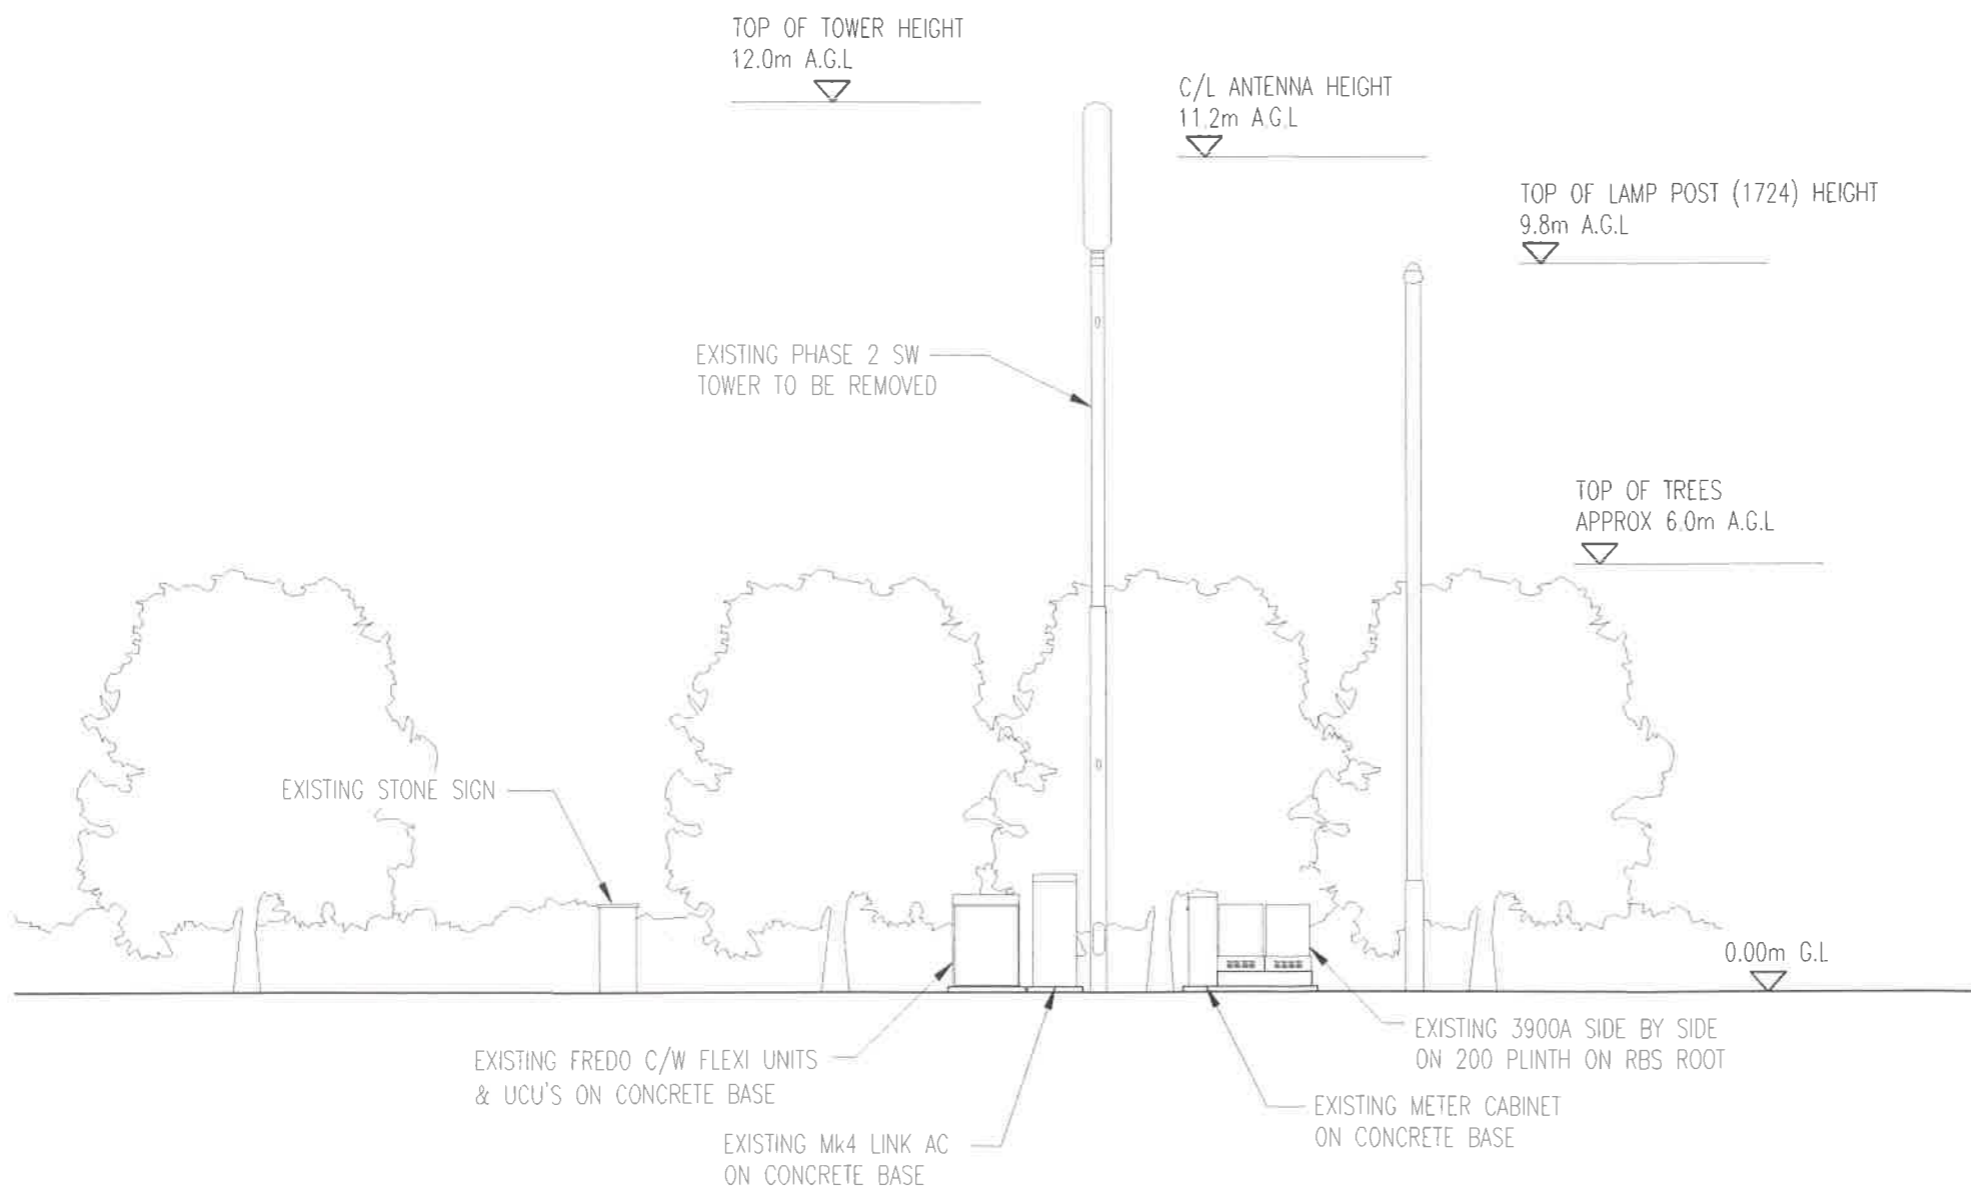 TOP OF TOWER HEIGHT
12.0m A.G.L
C/L ANTENNA HEIGHT
11.2m A.G.L
TOP OF LAMP POST (1724) HEIGHT
9.8m A.G.L
EXISTING PHASE 2 SW
TOWER TO BE REMOVED
TOP OF TREES
APPROX 6.0m A.G.L
EXISTING STONE SIGN
0.00m G.L
EXISTING 3900A SIDE BY SIDE
ON 200 PLINTH ON RBS ROOT
EXISTING FREDO C/W FLEXI UNITS
& UCU'S ON CONCRETE BASE
EXISTING METER CABINET
ON CONCRETE BASE
EXISTING Mk4 LINK AC
ON CONCRETE BASE